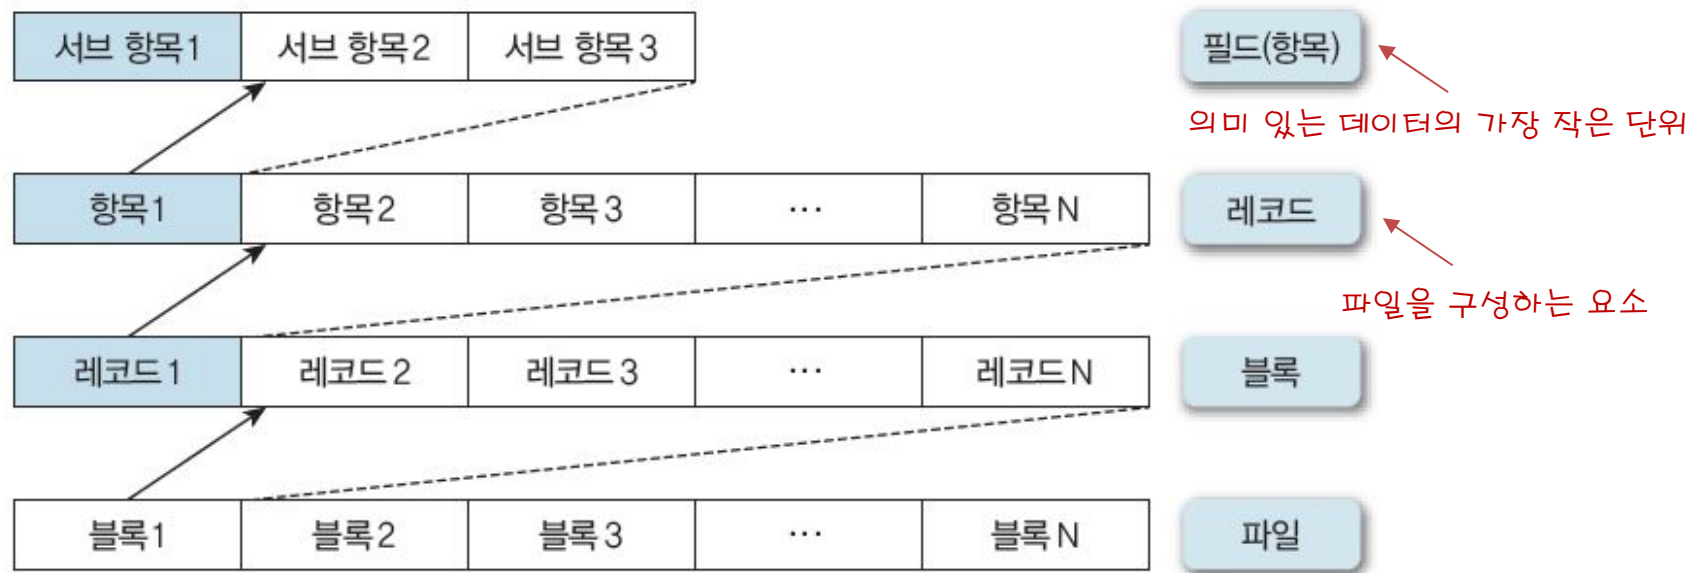 서브 항목1 서브 항목2 서브 항목3 필드(항목)
의미 있는 데이터의 가장 작은 단위
항목1 항목2 항목3 ··· 항목N 레코드
파일을 구성하는 요소
레코드1 레코드2 레코드3 ··· 레코드N 블록
블록1 블록2 블록3 ··· 블록N 파일